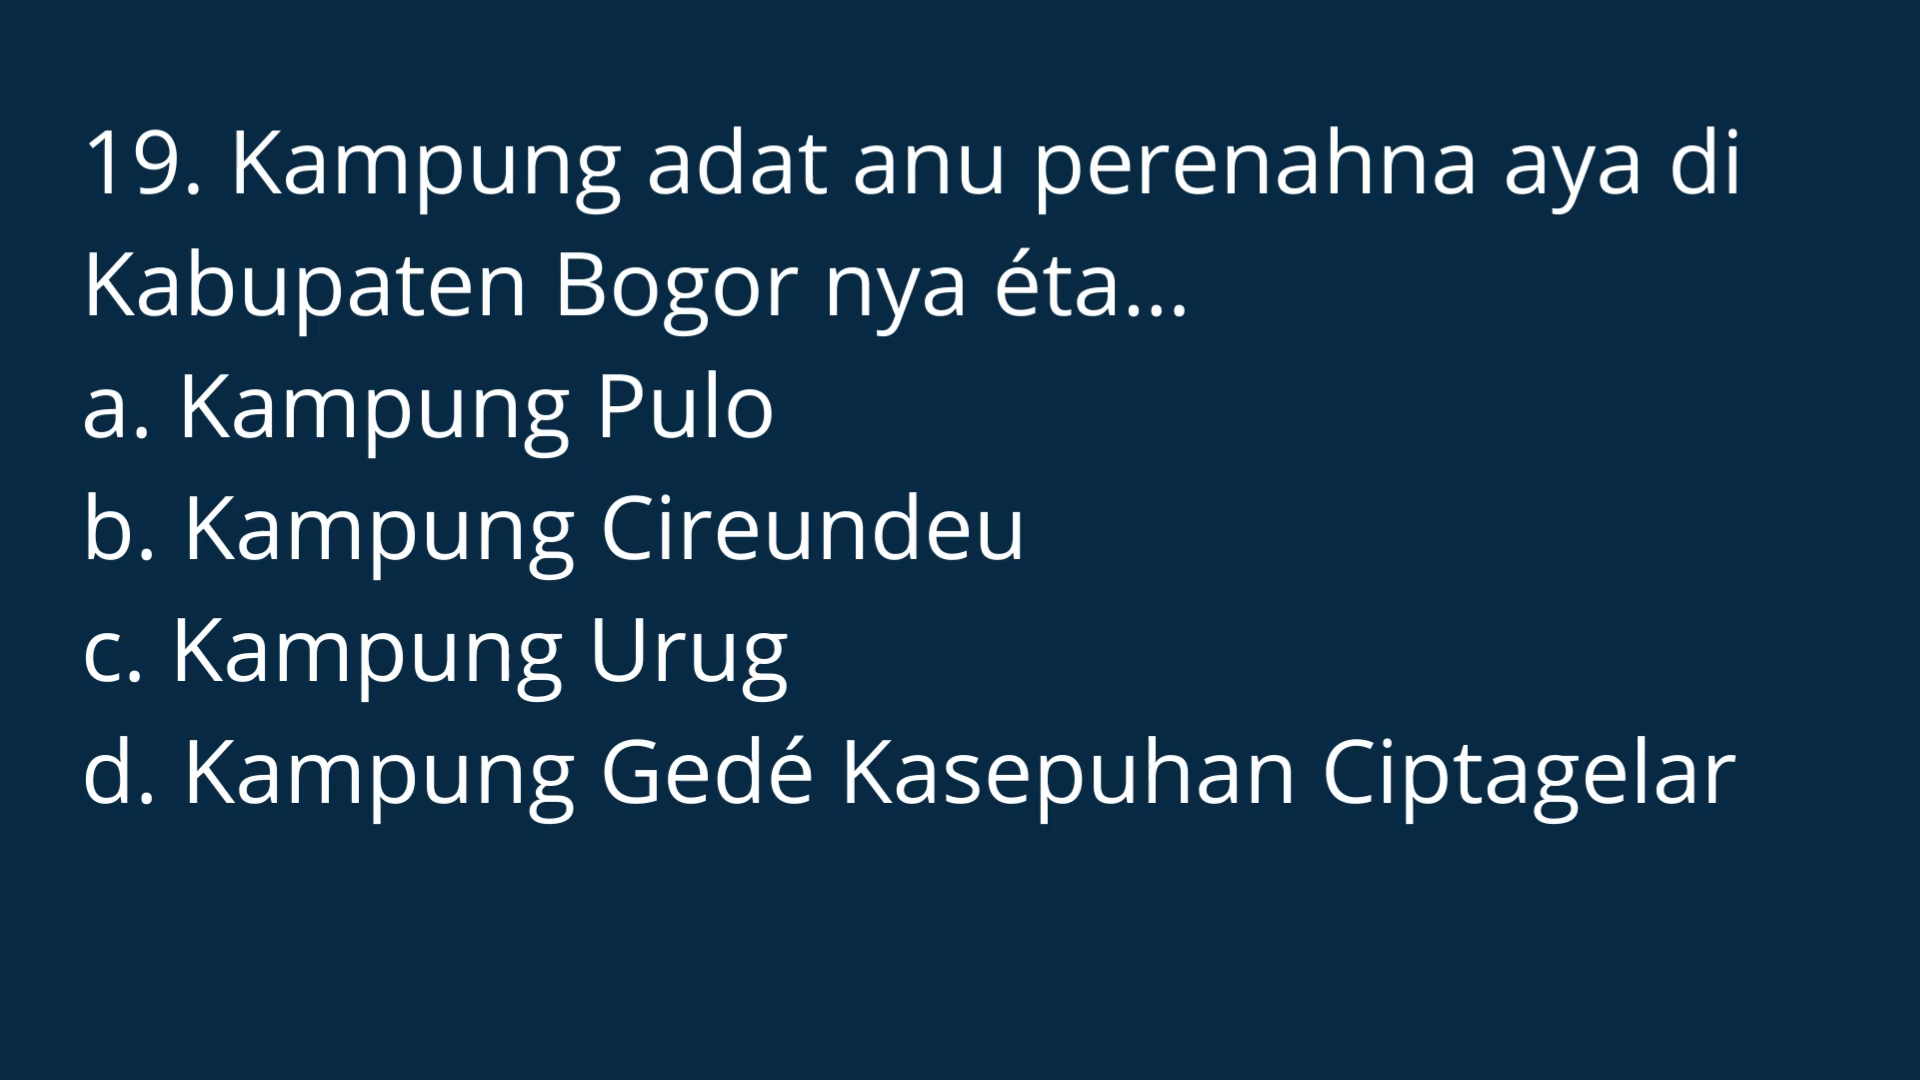 19. Kampung adat anu perenahna aya di
Kabupaten Bogor nya éta...
a. Kampung Pulo
b. Kampung Cireundeu
c. Kampung Urug
d. Kampung Gedé Kasepuhan Ciptagelar